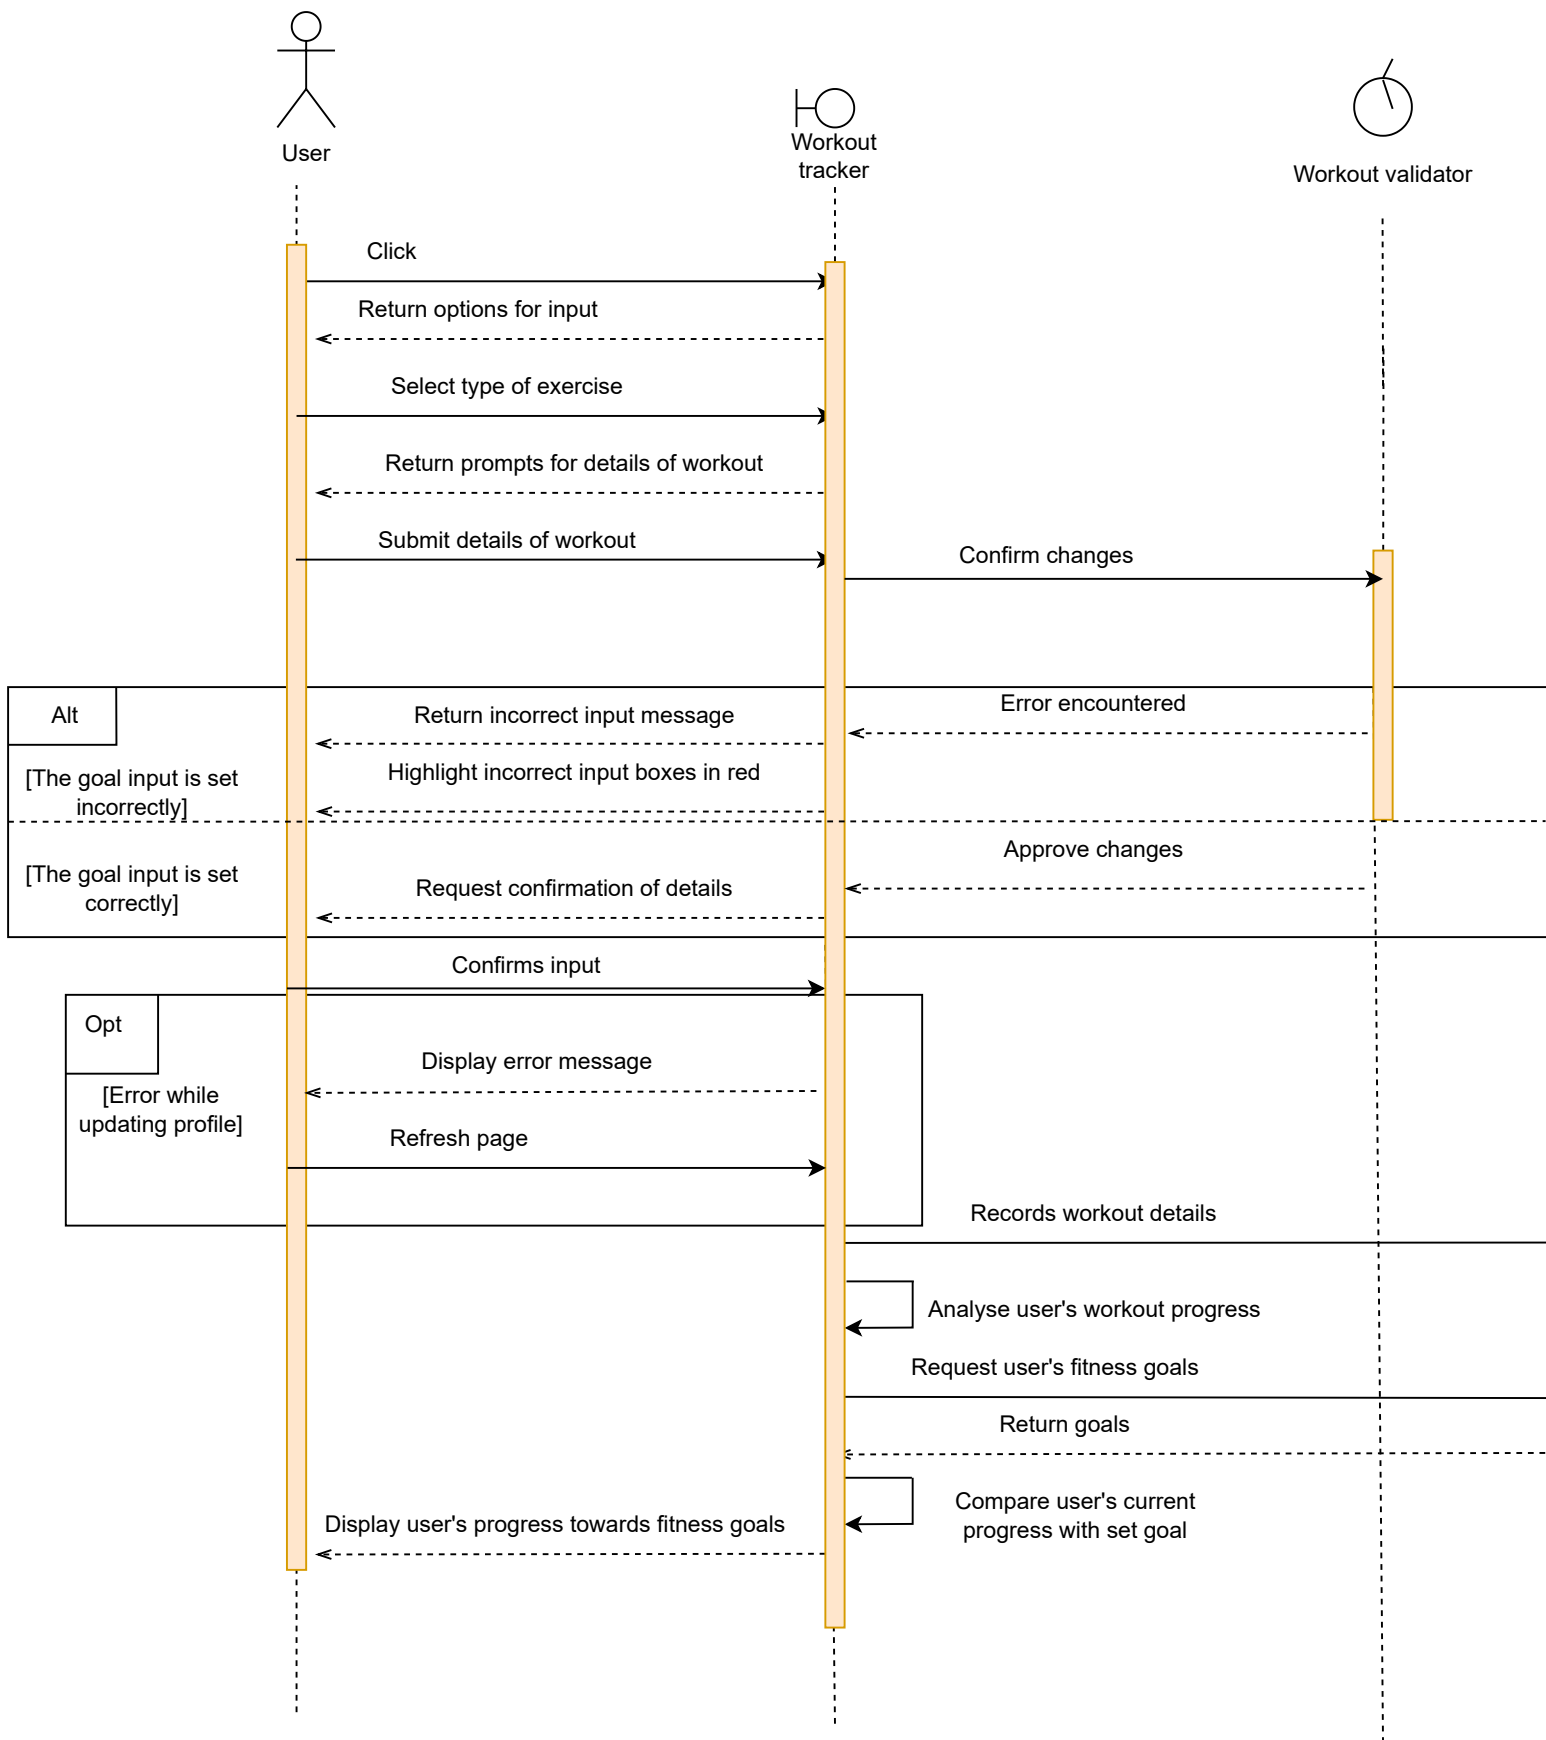 User
Workout
tracker
Workout validator
Click
Return options for input
Select type of exercise
Return prompts for details of workout
Submit details of workout
Confirm changes
Alt
Return incorrect input message
Error encountered
[The goal input is set
incorrectly]
Highlight incorrect input boxes in red
Approve changes
[The goal input is set
correctly]
Request confirmation of details
Confirms input
Opt
Display error message
[Error while
updating profile]
Refresh page
Records workout details
Analyse user's workout progress
Request user's fitness goals
Return goals
Compare user's current
progress with set goal
Display user's progress towards fitness goals